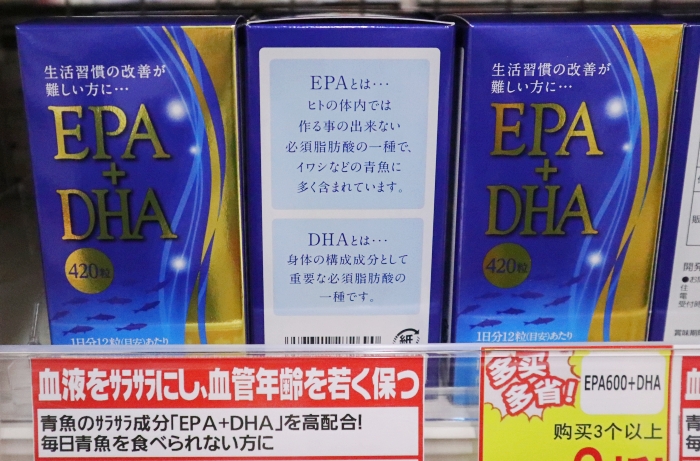 生活習慣の改善が
難しい方に…
EPA
+
DHA
420粒
1日分12粒(目安)あたり
EPAとは…
ヒトの体内では
作る事の出来ない
必須脂肪酸の一種で、
イワシなどの青魚に
多く含まれています。
DHAとは…
身体の構成成分として
重要な必須脂肪酸の
一種です。
紙
生活習慣の改善が
難しい方に…
EPA
+
DHA
420粒
1日分12粒(目安)あたり
血液をサラサラにし、血管年齢を若く保つ
青魚のサラサラ成分「EPA+DHA」を高配合!
毎日青魚を食べられない方に
多买
多省!
EPA600+DHA
购买3个以上